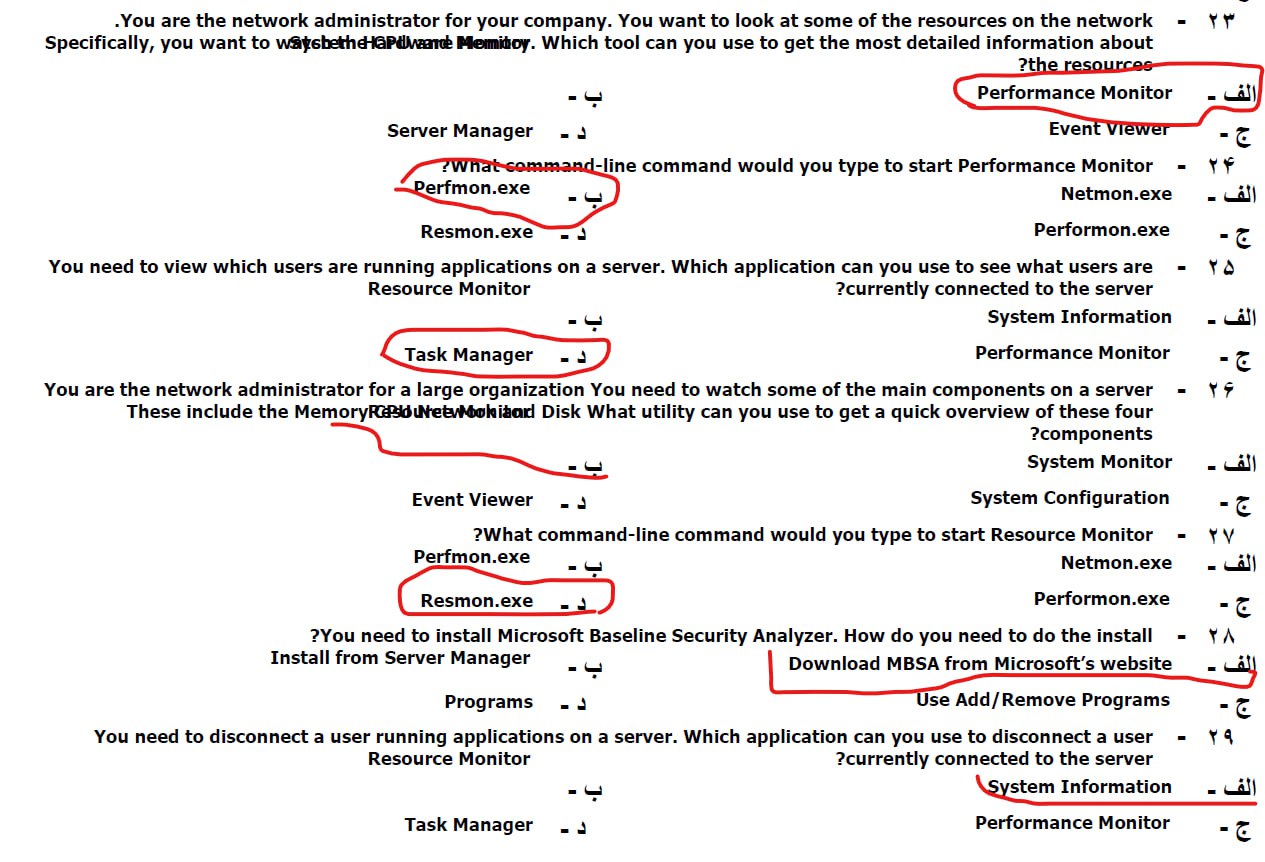 ۲۳ - You are the network administrator for your company. You want to look at some of the resources on the network.
Specifically, you want to watch the CPU and Memory. Which tool can you use to get the most detailed information about
the resources?
الف - Performance Monitor
ب - System Hardware Monitor
ج - Event Viewer
د - Server Manager
۲۴ - What command-line command would you type to start Performance Monitor?
الف - Netmon.exe
ب - Perfmon.exe
ج - Performon.exe
د - Resmon.exe
۲۵ - You need to view which users are running applications on a server. Which application can you use to see what users are
currently connected to the server?
الف - System Information
ب - Resource Monitor
ج - Performance Monitor
د - Task Manager
۲۶ - You are the network administrator for a large organization You need to watch some of the main components on a server
These include the Memory CPU Network and Disk What utility can you use to get a quick overview of these four
components?
الف - System Monitor
ب - Resource Monitor
ج - System Configuration
د - Event Viewer
۲۷ - What command-line command would you type to start Resource Monitor?
الف - Netmon.exe
ب - Perfmon.exe
ج - Performon.exe
د - Resmon.exe
۲۸ - You need to install Microsoft Baseline Security Analyzer. How do you need to do the install?
الف - Download MBSA from Microsoft’s website
ب - Install from Server Manager
ج - Use Add/Remove Programs
د - Programs
۲۹ - You need to disconnect a user running applications on a server. Which application can you use to disconnect a user
currently connected to the server?
الف - System Information
ب - Resource Monitor
ج - Performance Monitor
د - Task Manager